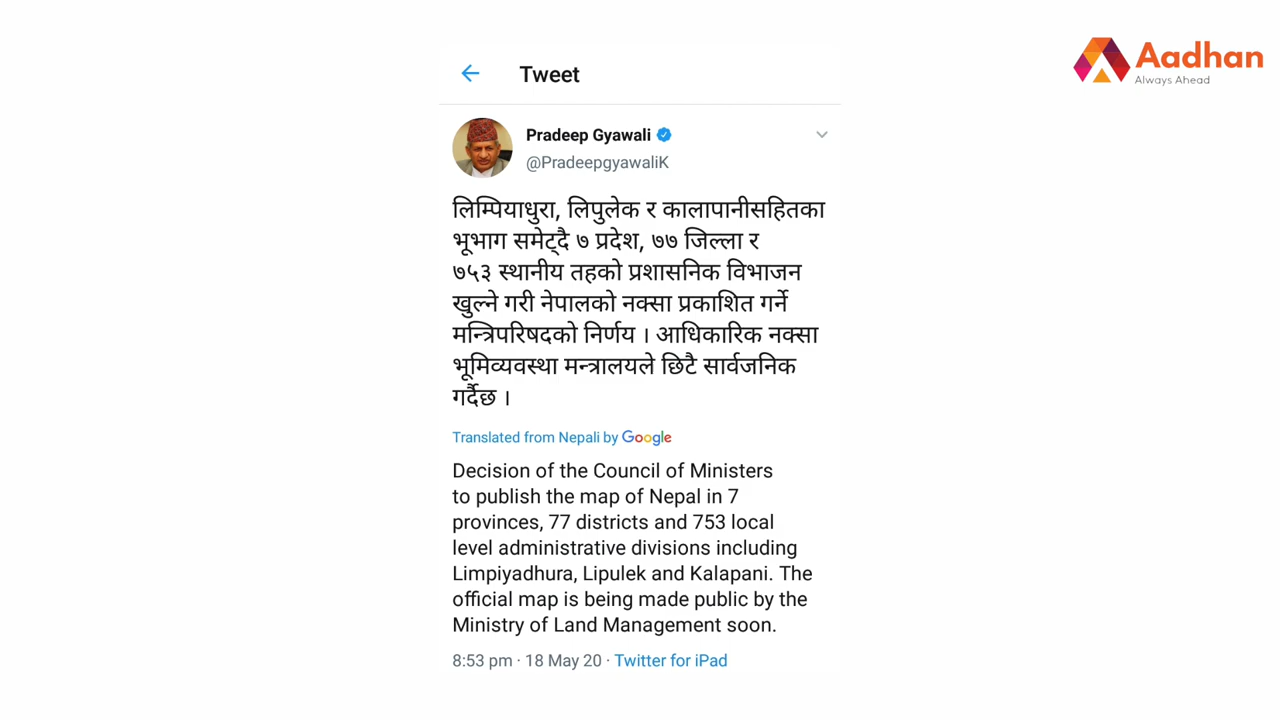 Aadhan
Always Ahead
Tweet
Pradeep Gyawali
@PradeepgyawaliK
लिम्पियाधुरा, लिपुलेक र कालापानीसहितका
भूभाग समेट्दै ७ प्रदेश, ७७ जिल्ला र
७५३ स्थानीय तहको प्रशासनिक विभाजन
खुल्ने गरी नेपालको नक्सा प्रकाशित गर्ने
मन्त्रिपरिषदको निर्णय । आधिकारिक नक्सा
भूमिव्यवस्था मन्त्रालयले छिटै सार्वजनिक
गर्दैछ ।
Translated from Nepali by Google
Decision of the Council of Ministers
to publish the map of Nepal in 7
provinces, 77 districts and 753 local
level administrative divisions including
Limpiyadhura, Lipulek and Kalapani. The
official map is being made public by the
Ministry of Land Management soon.
8:53 pm · 18 May 20 · Twitter for iPad